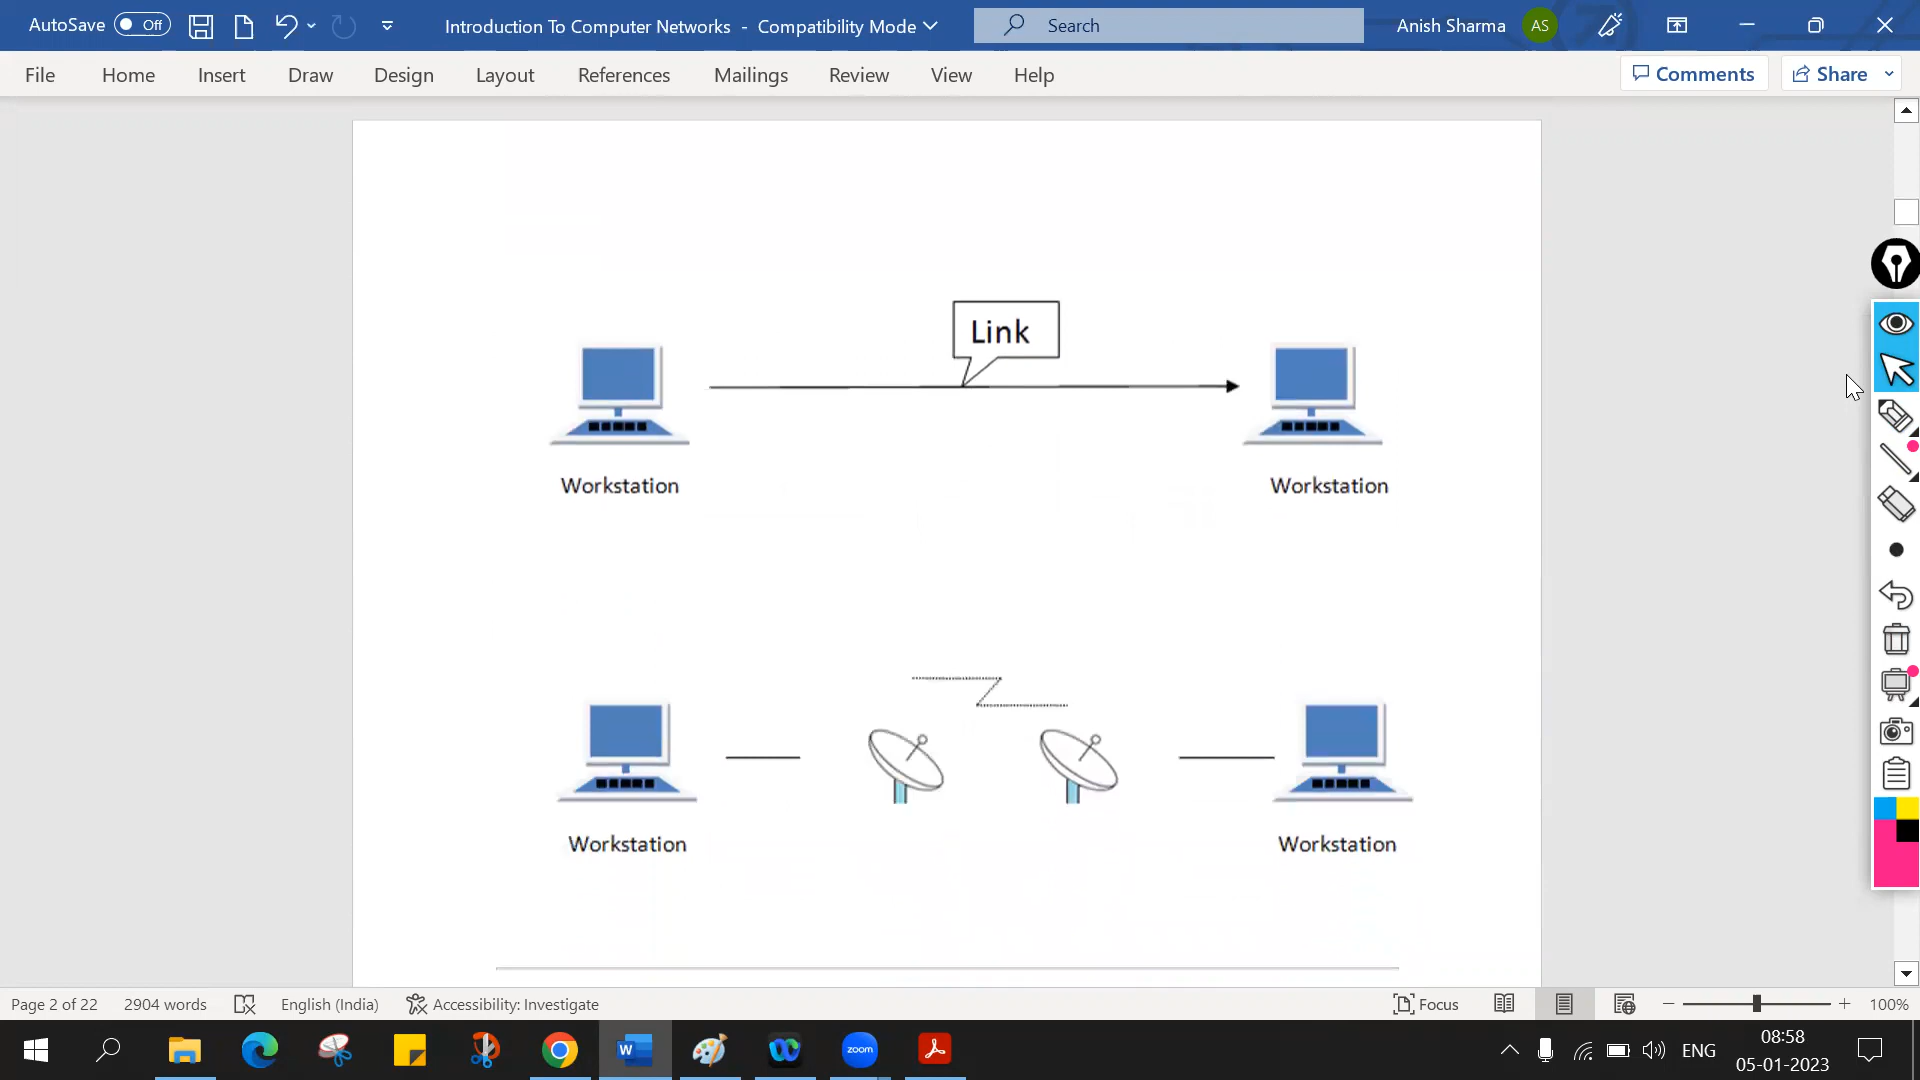 AutoSave Off Introduction To Computer Networks - Compatibility Mode Search Anish Sharma AS
File Home Insert Draw Design Layout References Mailings Review View Help Comments Share
Link
Workstation Workstation
Workstation Workstation
Page 2 of 22 2904 words English (India) Accessibility: Investigate Focus 100%
W zoom ENG 08:58
05-01-2023